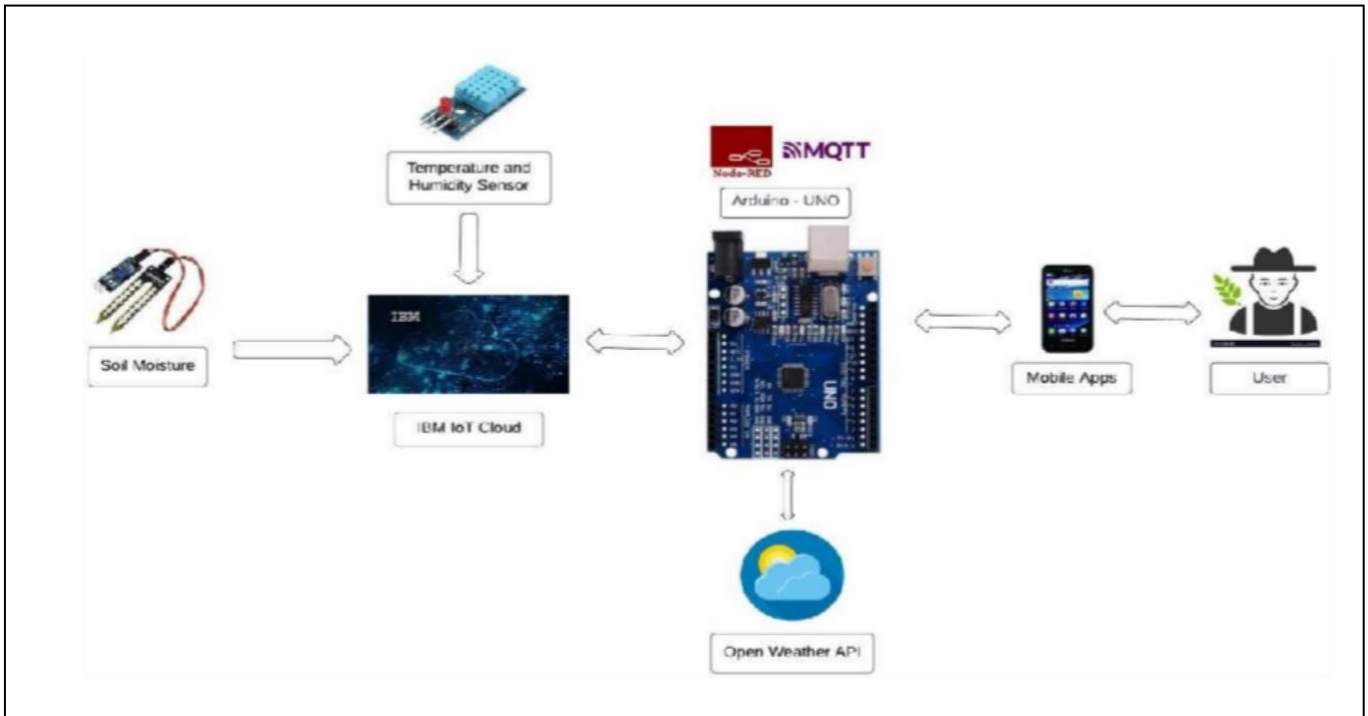 Temperature and
Humidity Sensor
Node-RED
MQTT
Arduino - UNO
IBM
Soil Moisture
IBM IoT Cloud
UNO
Mobile Apps
User
Open Weather API